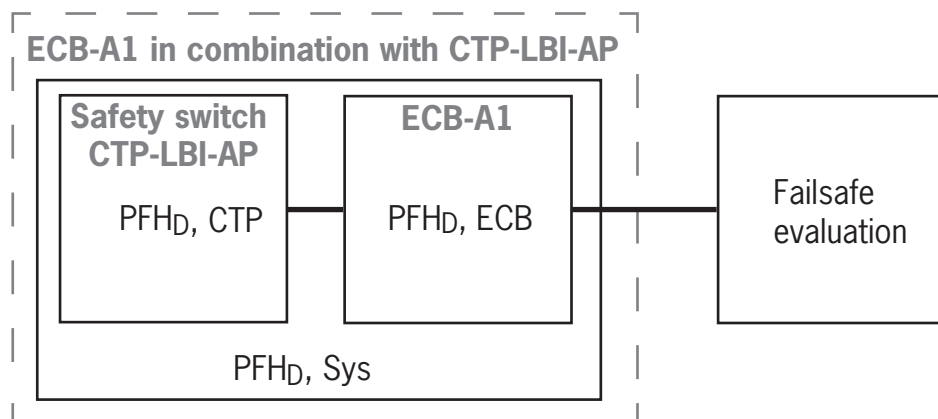 ECB-A1 in combination with CTP-LBI-AP
Safety switch
CTP-LBI-AP
PFHD, CTP
ECB-A1
PFHD, ECB
Failsafe
evaluation
PFHD, Sys